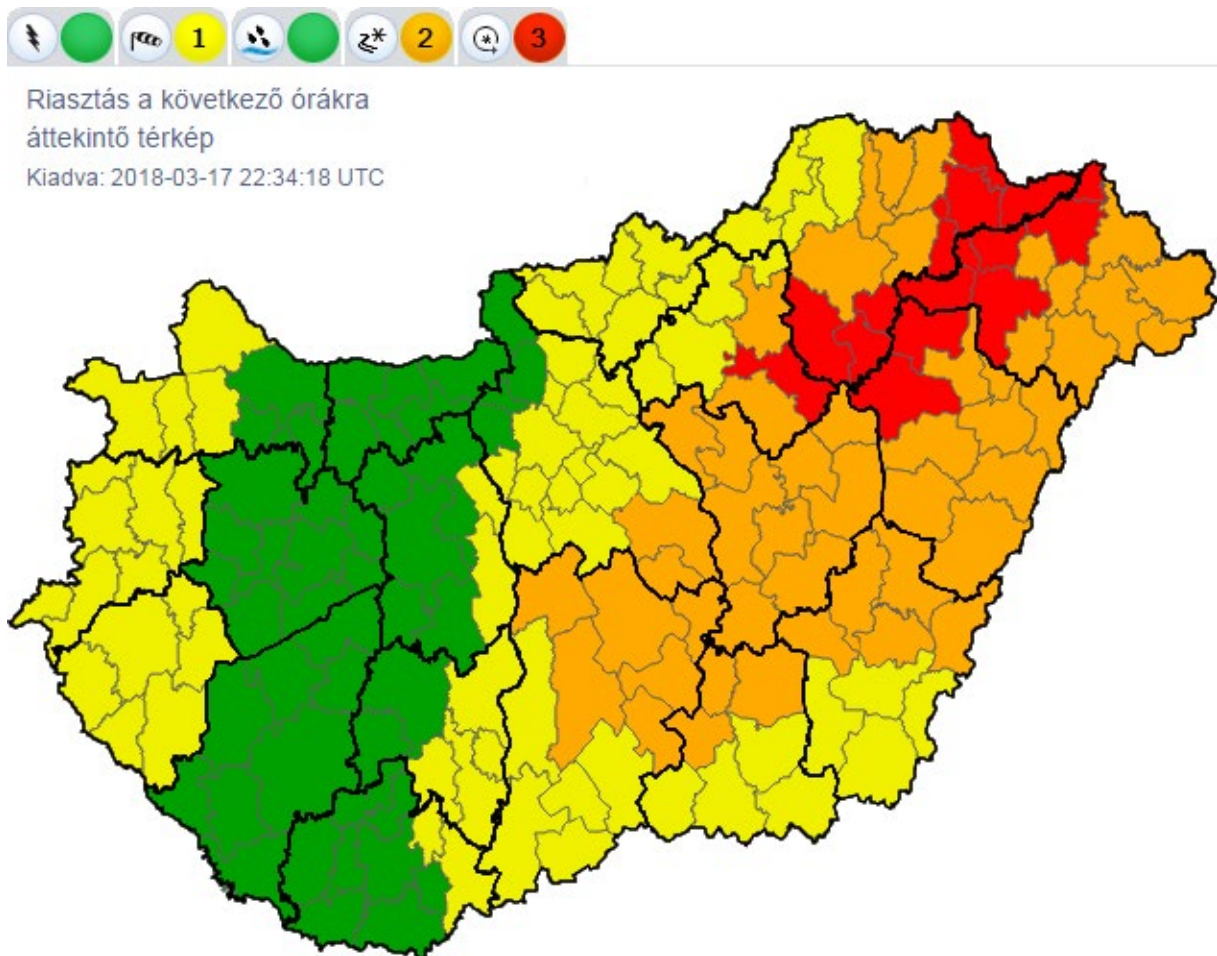 1 2 3
Riasztás a következő órákra
áttekintő térkép
Kiadva: 2018-03-17 22:34:18 UTC